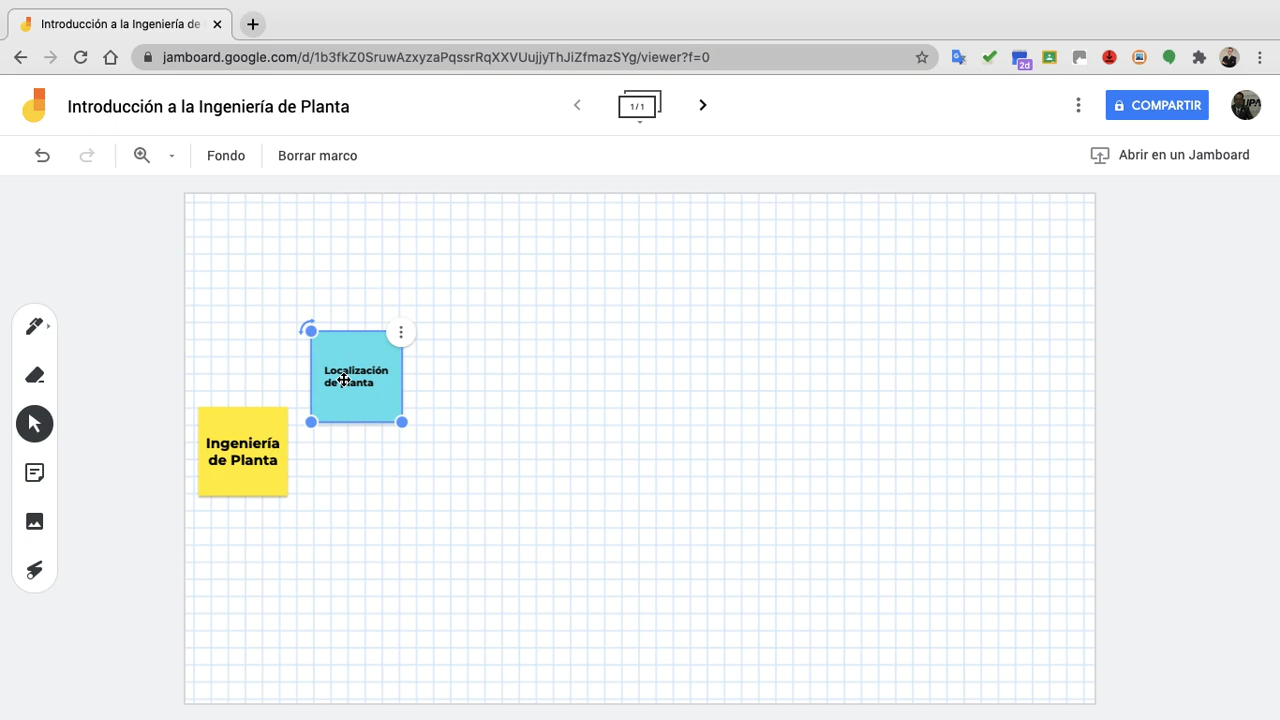 Introducción a la Ingeniería de
jamboard.google.com/d/1b3fkZ0SruwAzxyzaPqssrRqXXVUujjyThJiZfmazSYg/viewer?f=0
2d
Introducción a la Ingeniería de Planta
1/1
COMPARTIR
Fondo
Borrar marco
Abrir en un Jamboard
Localización
de Planta
Ingeniería
de Planta